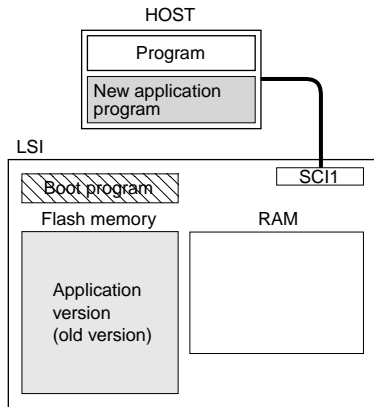 HOST
Program
New application
program
LSI
SCI1
Boot program
Flash memory
RAM
Application
version
(old version)